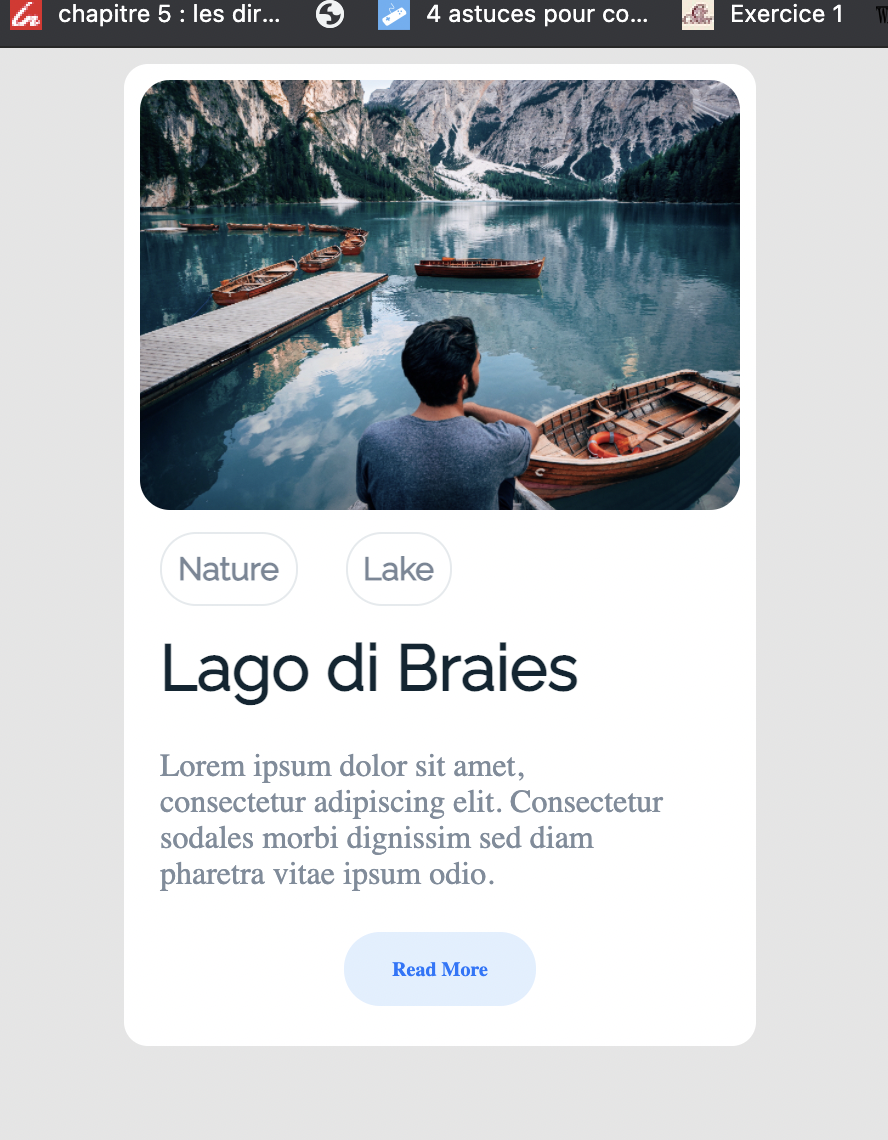 chapitre 5 : les dir... 4 astuces pour co... Exercice 1 W
Nature Lake
Lago di Braies
Lorem ipsum dolor sit amet,
consectetur adipiscing elit. Consectetur
sodales morbi dignissim sed diam
pharetra vitae ipsum odio.
Read More